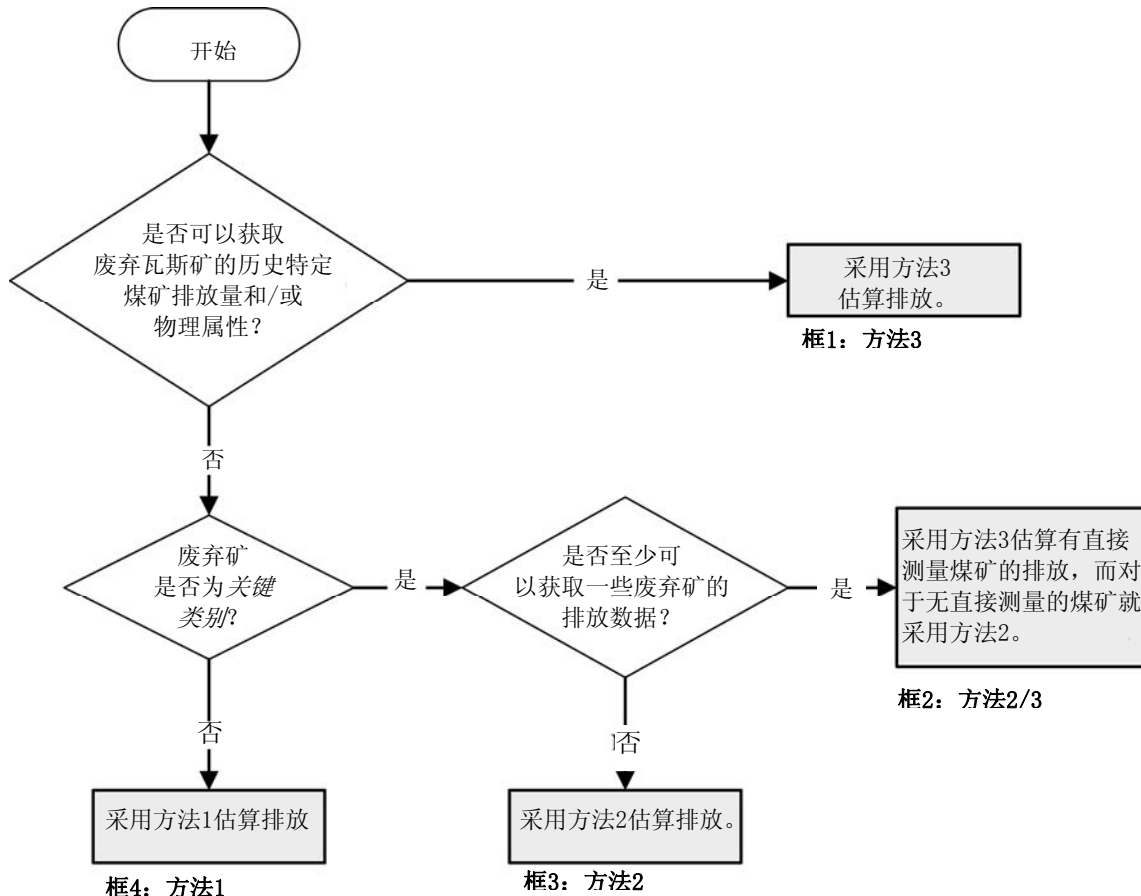 开始
是否可以获取
废弃瓦斯矿的历史特定
煤矿排放量和/或
物理属性？
是
采用方法3
估算排放。
框1：方法3
否
废弃矿
是否为关键
类别？
是
是否至少可
以获取一些废弃矿的
排放数据？
是
采用方法3估算有直接
测量煤矿的排放，而对
于无直接测量的煤矿就
采用方法2。
框2：方法2/3
否
否
采用方法1估算排放
框4：方法1
采用方法2估算排放。
框3：方法2